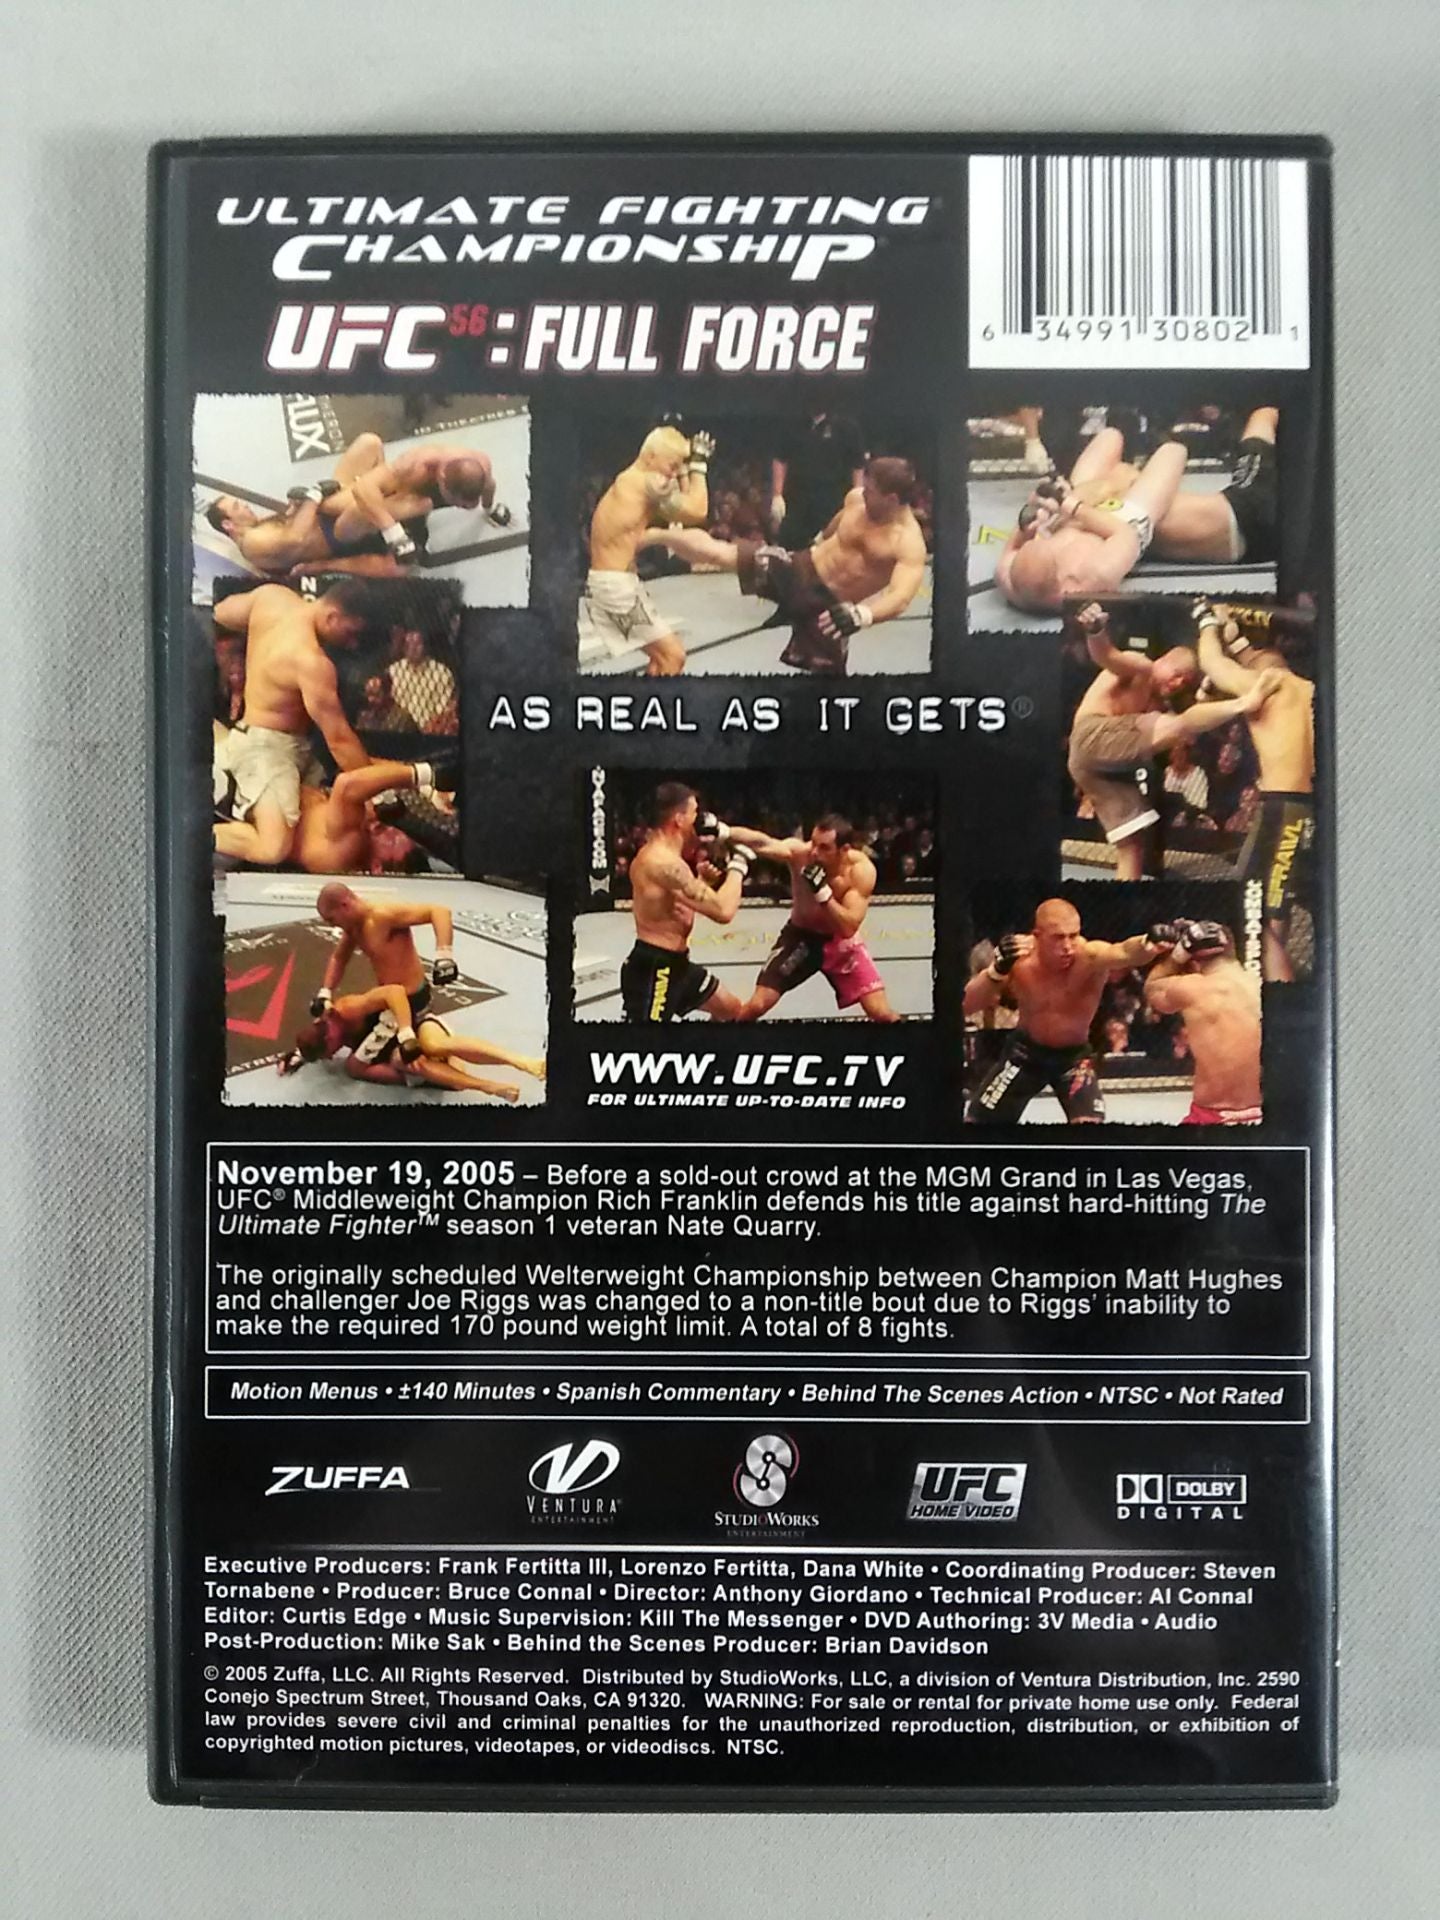 ULTIMATE FIGHTING
CHAMPIONSHIP
UFC 56: FULL FORCE
6 34991 30802 1
AS REAL AS IT GETS®
SPRAWL
SPRAWL
WWW.UFC.TV
FOR ULTIMATE UP-TO-DATE INFO
November 19, 2005 – Before a sold-out crowd at the MGM Grand in Las Vegas,
UFC® Middleweight Champion Rich Franklin defends his title against hard-hitting The
Ultimate Fighter™ season 1 veteran Nate Quarry.
The originally scheduled Welterweight Championship between Champion Matt Hughes
and challenger Joe Riggs was changed to a non-title bout due to Riggs' inability to
make the required 170 pound weight limit. A total of 8 fights.
Motion Menus • ±140 Minutes • Spanish Commentary • Behind The Scenes Action • NTSC • Not Rated
ZUFFA
VENTURA
ENTERTAINMENT
STUDIOWORKS
ENTERTAINMENT
UFC
HOME VIDEO
DOLBY
DIGITAL
Executive Producers: Frank Fertitta III, Lorenzo Fertitta, Dana White • Coordinating Producer: Steven
Tornabene • Producer: Bruce Connal • Director: Anthony Giordano • Technical Producer: Al Connal
Editor: Curtis Edge • Music Supervision: Kill The Messenger • DVD Authoring: 3V Media • Audio
Post-Production: Mike Sak • Behind the Scenes Producer: Brian Davidson
© 2005 Zuffa, LLC. All Rights Reserved. Distributed by StudioWorks, LLC, a division of Ventura Distribution, Inc. 2590
Conejo Spectrum Street, Thousand Oaks, CA 91320. WARNING: For sale or rental for private home use only. Federal
law provides severe civil and criminal penalties for the unauthorized reproduction, distribution, or exhibition of
copyrighted motion pictures, videotapes, or videodiscs. NTSC.